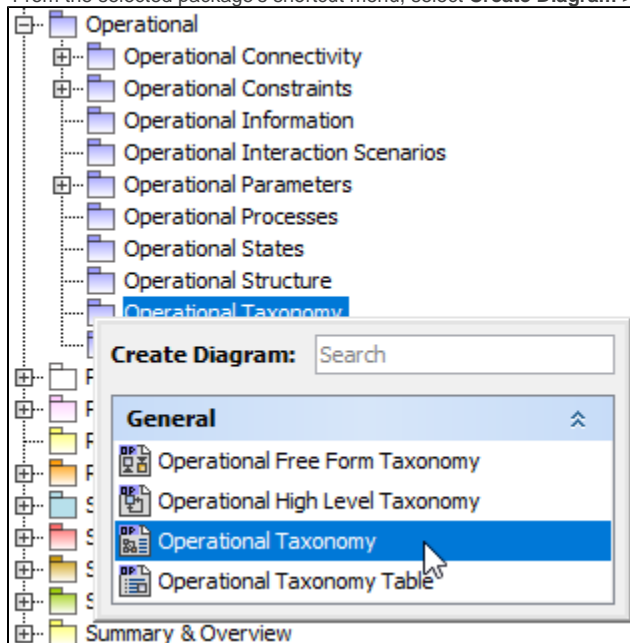 From the selected package's shortcut menu, select Create Diagram >
Operational
Operational Connectivity
Operational Constraints
Operational Information
Operational Interaction Scenarios
Operational Parameters
Operational Processes
Operational States
Operational Structure
Operational Taxonomy
Create Diagram: Search
General
Operational Free Form Taxonomy
Operational High Level Taxonomy
Operational Taxonomy
Operational Taxonomy Table
Summary & Overview